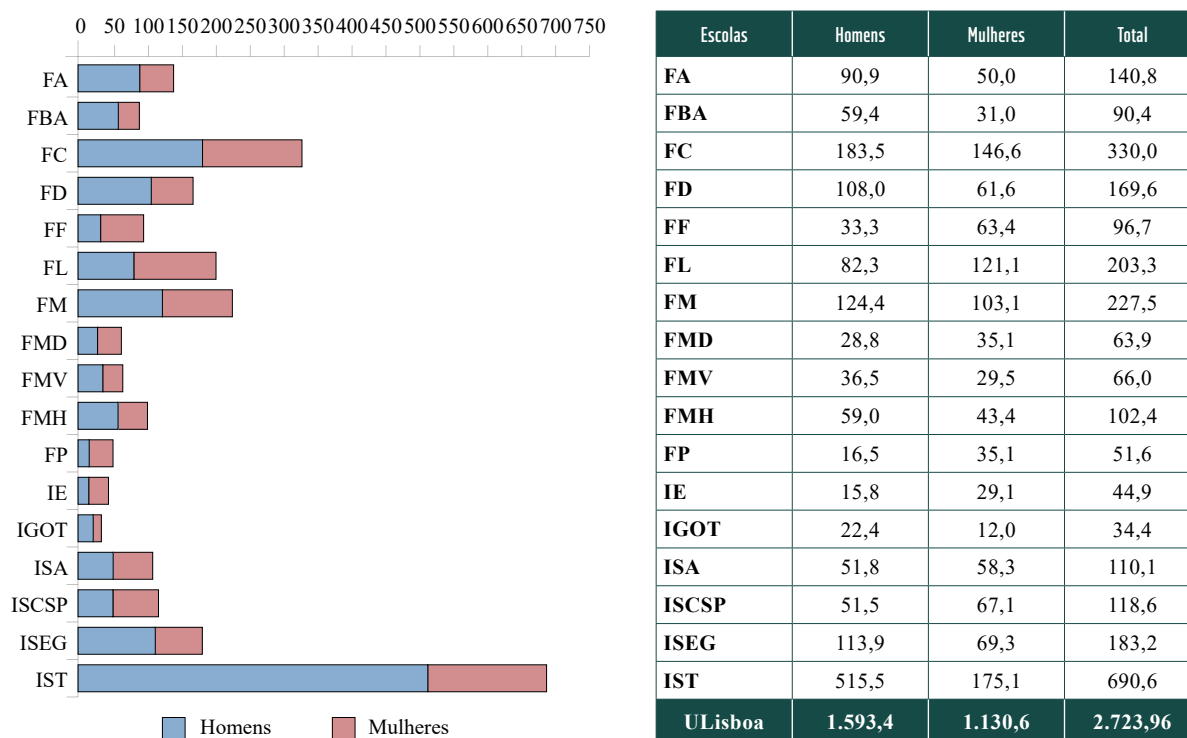 0 50 100 150 200 250 300 350 400 450 500 550 600 650 700 750
FA
FBA
FC
FD
FF
FL
FM
FMD
FMV
FMH
FP
IE
IGOT
ISA
ISCSP
ISEG
IST
Homens Mulheres
Escolas Homens Mulheres Total
FA 90,9 50,0 140,8
FBA 59,4 31,0 90,4
FC 183,5 146,6 330,0
FD 108,0 61,6 169,6
FF 33,3 63,4 96,7
FL 82,3 121,1 203,3
FM 124,4 103,1 227,5
FMD 28,8 35,1 63,9
FMV 36,5 29,5 66,0
FMH 59,0 43,4 102,4
FP 16,5 35,1 51,6
IE 15,8 29,1 44,9
IGOT 22,4 12,0 34,4
ISA 51,8 58,3 110,1
ISCSP 51,5 67,1 118,6
ISEG 113,9 69,3 183,2
IST 515,5 175,1 690,6
ULisboa 1.593,4 1.130,6 2.723,96